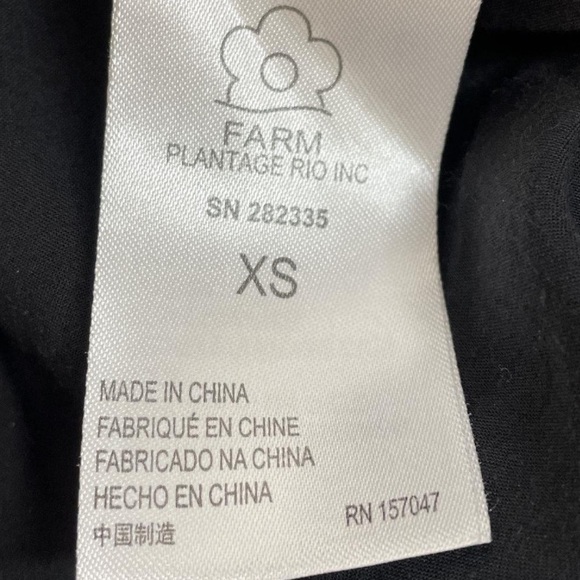 FARM
PLANTAGE RIO INC
SN 282335
XS
MADE IN CHINA
FABRIQUÉ EN CHINE
FABRICADO NA CHINA
HECHO EN CHINA
中国制造
RN 157047